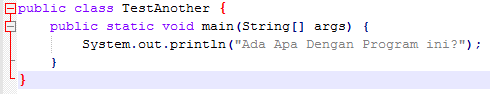 public class TestAnother {
    public static void main(String[] args) {
        System.out.println("Ada Apa Dengan Program ini?");
    }
}